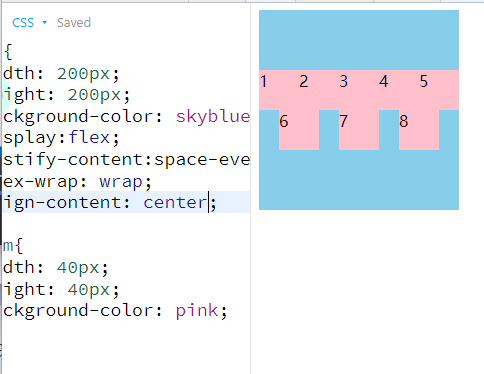 CSS Saved
{
dth: 200px;
ight: 200px;
ckground-color: skyblue
splay:flex;
stify-content:space-eve
ex-wrap: wrap;
ign-content: center;
m{
dth: 40px;
ight: 40px;
ckground-color: pink;
1 2 3 4 5
6 7 8